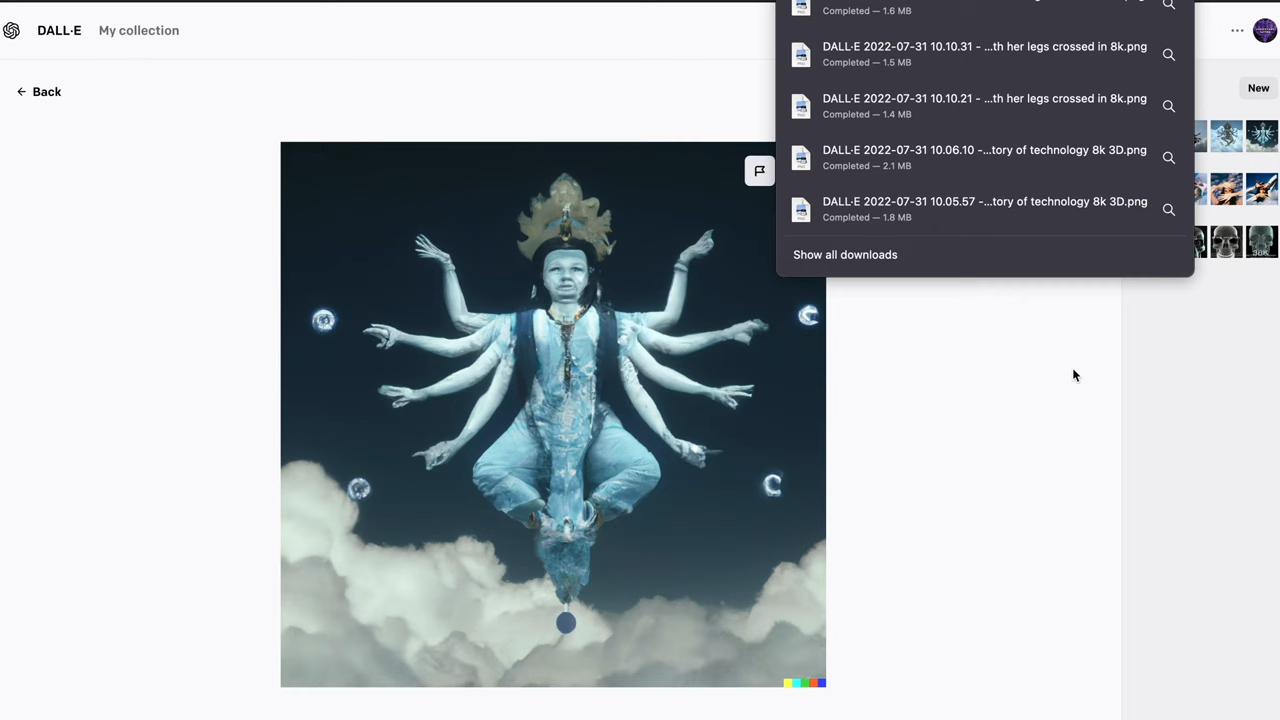 DALL·E My collection
Completed — 1.6 MB
DALL·E 2022-07-31 10.10.31 - ...th her legs crossed in 8k.png
Completed — 1.5 MB
DALL·E 2022-07-31 10.10.21 - ...th her legs crossed in 8k.png
Completed — 1.4 MB
DALL·E 2022-07-31 10.06.10 -...tory of technology 8k 3D.png
Completed — 2.1 MB
DALL·E 2022-07-31 10.05.57 -...tory of technology 8k 3D.png
Completed — 1.8 MB
Show all downloads
Back
New